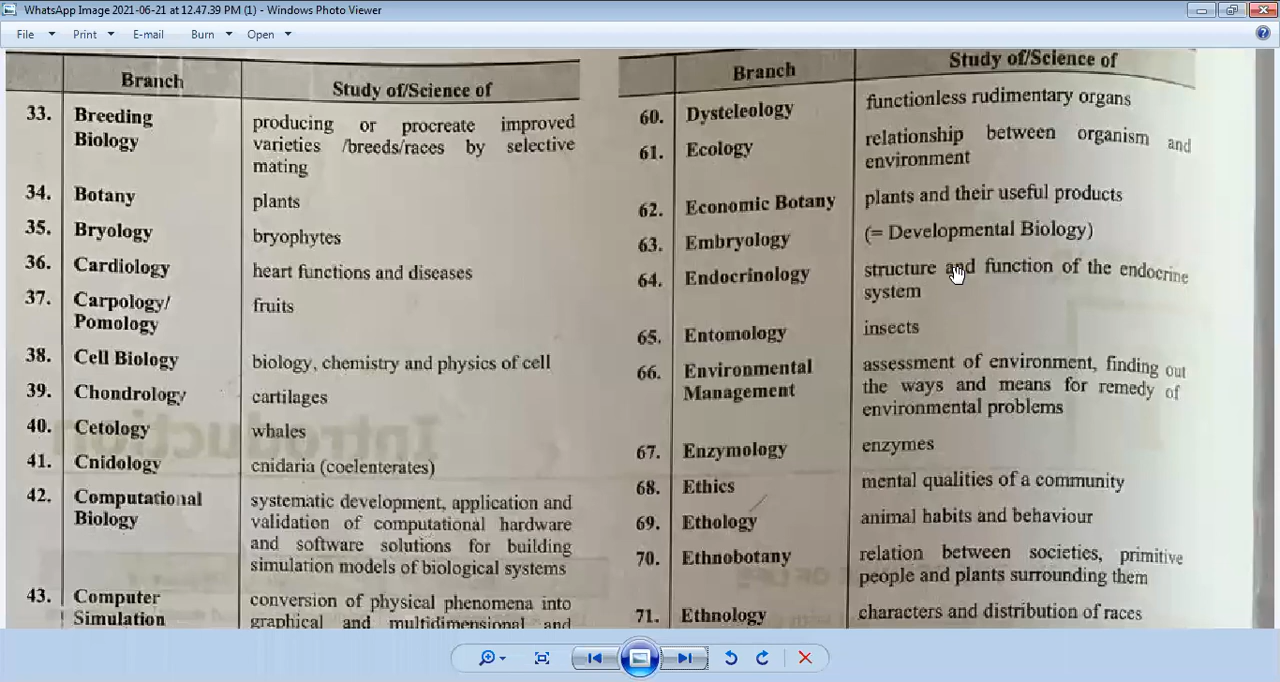 WhatsApp Image 2021-06-21 at 12.47.39 PM (1) - Windows Photo Viewer
File Print E-mail Burn Open
Branch Study of/Science of
33. Breeding Biology producing or procreate improved
varieties /breeds/races by selective
mating
34. Botany plants
35. Bryology bryophytes
36. Cardiology heart functions and diseases
37. Carpology/ fruits
Pomology
38. Cell Biology biology, chemistry and physics of cell
39. Chondrology cartilages
40. Cetology whales
41. Cnidology cnidaria (coelenterates)
42. Computational systematic development, application and
Biology validation of computational hardware
and software solutions for building
simulation models of biological systems
43. Computer conversion of physical phenomena into
Simulation graphical and multidimensional and
Branch Study of/Science of
60. Dysteleology functionless rudimentary organs
61. Ecology relationship between organism and
environment
62. Economic Botany plants and their useful products
63. Embryology (= Developmental Biology)
64. Endocrinology structure and function of the endocrine
system
65. Entomology insects
66. Environmental assessment of environment, finding out
Management the ways and means for remedy of
environmental problems
67. Enzymology enzymes
68. Ethics mental qualities of a community
69. Ethology animal habits and behaviour
70. Ethnobotany relation between societies, primitive
people and plants surrounding them
71. Ethnology characters and distribution of races